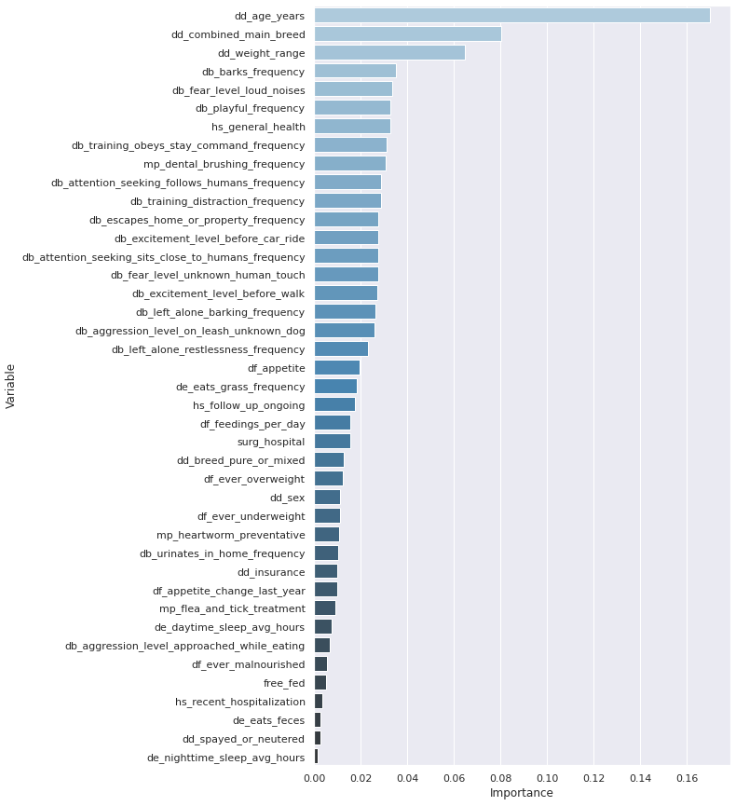 dd_age_years
dd_combined_main_breed
dd_weight_range
db_barks_frequency
db_fear_level_loud_noises
db_playful_frequency
hs_general_health
db_training_obeys_stay_command_frequency
mp_dental_brushing_frequency
db_attention_seeking_follows_humans_frequency
db_training_distraction_frequency
db_escapes_home_or_property_frequency
db_excitement_level_before_car_ride
db_attention_seeking_sits_close_to_humans_frequency
db_fear_level_unknown_human_touch
db_excitement_level_before_walk
db_left_alone_barking_frequency
db_aggression_level_on_leash_unknown_dog
db_left_alone_restlessness_frequency
df_appetite
de_eats_grass_frequency
hs_follow_up_ongoing
df_feedings_per_day
surg_hospital
dd_breed_pure_or_mixed
df_ever_overweight
dd_sex
df_ever_underweight
mp_heartworm_preventative
db_urinates_in_home_frequency
dd_insurance
df_appetite_change_last_year
mp_flea_and_tick_treatment
de_daytime_sleep_avg_hours
db_aggression_level_approached_while_eating
df_ever_malnourished
free_fed
hs_recent_hospitalization
de_eats_feces
dd_spayed_or_neutered
de_nighttime_sleep_avg_hours
Variable
0.00 0.02 0.04 0.06 0.08 0.10 0.12 0.14 0.16
Importance